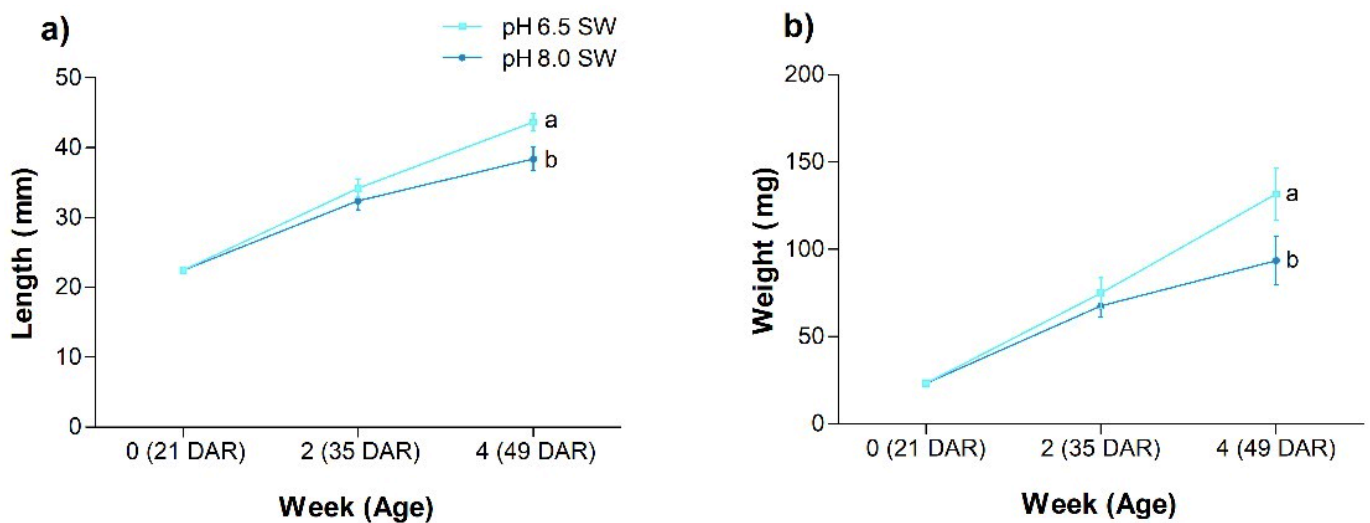 a)
pH 6.5 SW
pH 8.0 SW
50
40
30
20
10
0
Length (mm)
a
b
0 (21 DAR) 2 (35 DAR) 4 (49 DAR)
Week (Age)
b)
200
150
100
50
0
Weight (mg)
a
b
0 (21 DAR) 2 (35 DAR) 4 (49 DAR)
Week (Age)